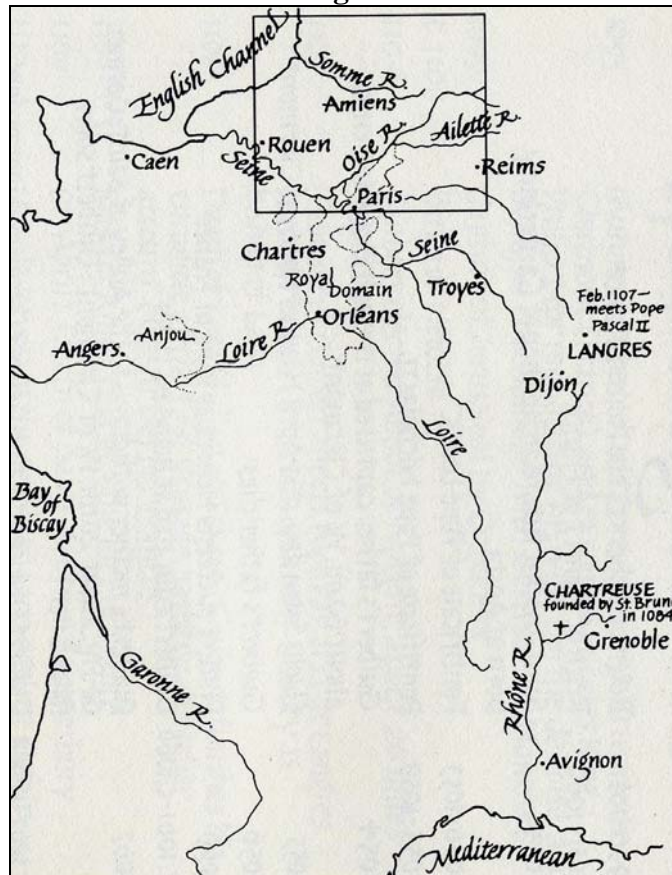 English Channel
Somme R.
Amiens
Oise R.
Ailette R.
Rouen
Seine
Caen
Reims
Paris
Chartres
Seine
Royal
Domain
Troyes
Feb. 1107—
meets Pope
Pascal II
LANGRES
Orléans
Anjou
Angers
Loire R.
Dijon
Loire
Bay
of
Biscay
CHARTREUSE
founded by St. Brun
in 1084
Grenoble
Garonne R.
Rhône R.
Avignon
Mediterranean